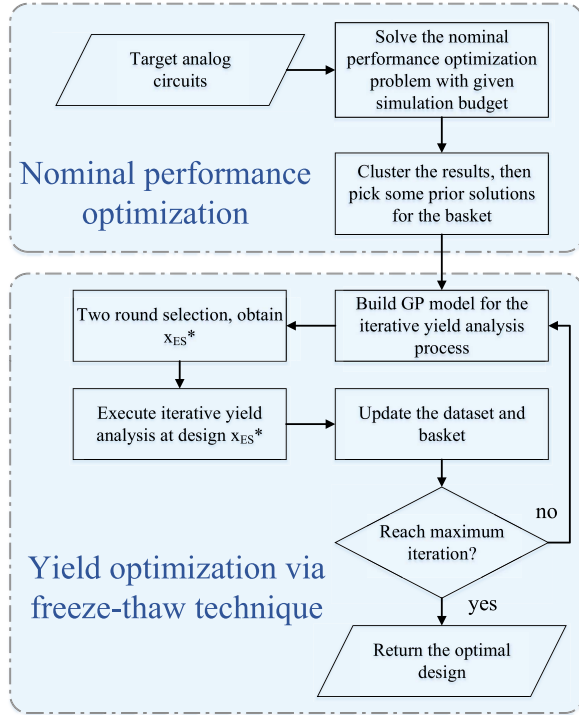 Target analog
circuits
Solve the nominal
performance optimization
problem with given
simulation budget
Nominal performance
optimization
Cluster the results, then
pick some prior solutions
for the basket
Two round selection, obtain
x_ES*
Build GP model for the
iterative yield analysis
process
Execute iterative yield
analysis at design x_ES*
Update the dataset and
basket
Reach maximum
iteration?
no
yes
Yield optimization via
freeze-thaw technique
Return the optimal
design